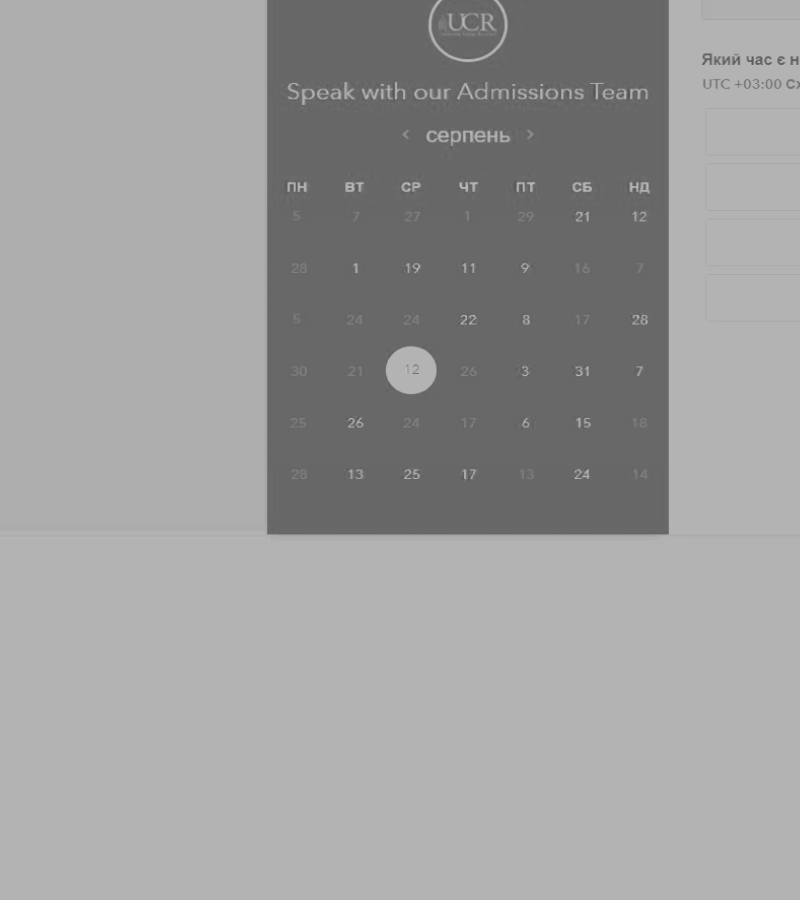 UCR
Speak with our Admissions Team
‹ серпень ›
ПН ВТ СР ЧТ ПТ СБ НД
5 7 27 1 29 21 12
28 1 19 11 9 16 7
5 24 24 22 8 17 28
30 21 12 26 3 31 7
25 26 24 17 6 15 18
28 13 25 17 13 24 14
Який час є н
UTC +03:00 Сх